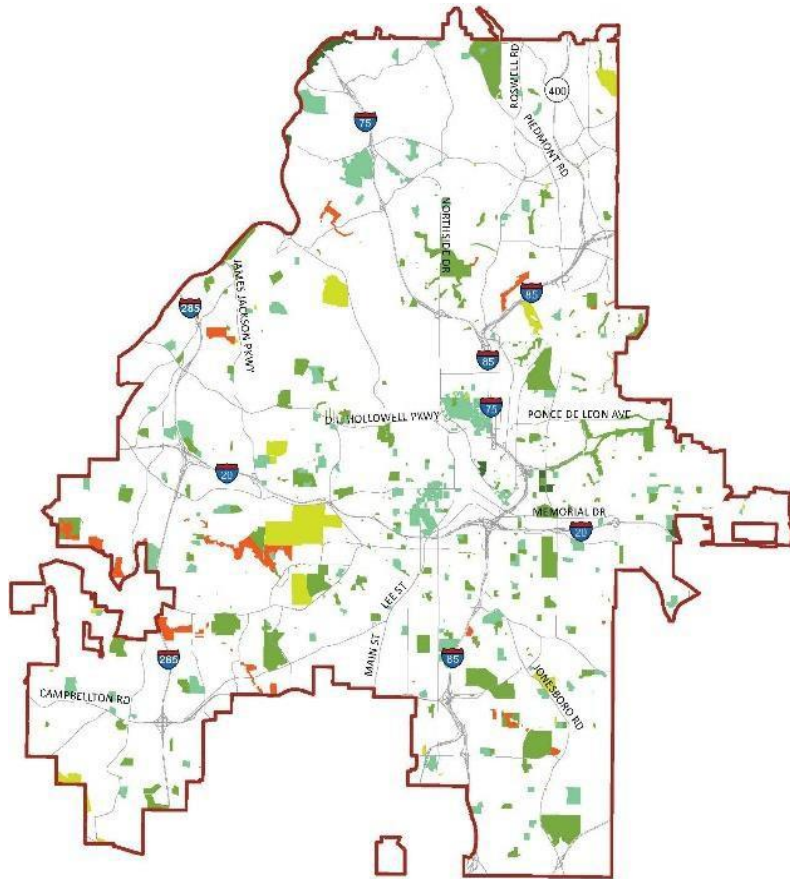 ROSWELL RD
400
75
PIEDMONT RD
NORTHSIDE DR
JAMES JACKSON PKWY
285
85
85
75
D L HOLLOWELL PKWY
PONCE DE LEON AVE
20
MEMORIAL DR
20
LEE ST
MAIN ST
285
85
JONESBORO RD
CAMPBELLTON RD